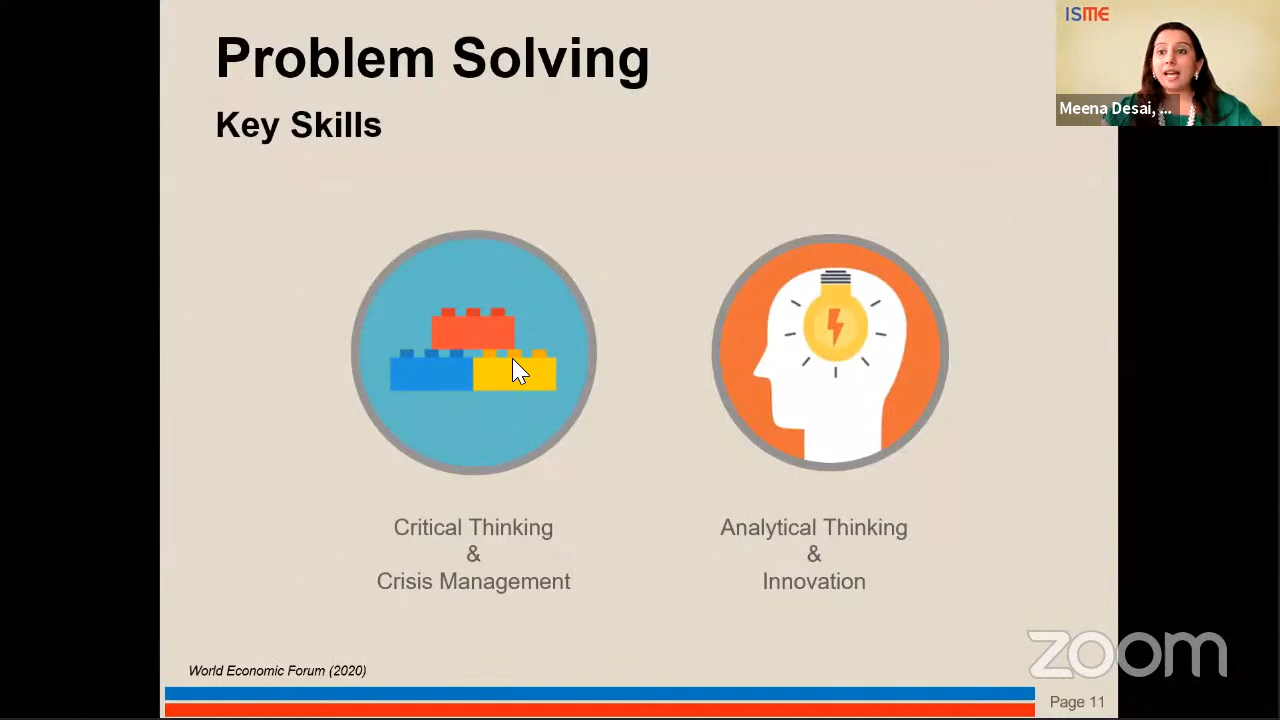 Problem Solving
Key Skills
ISME
Meena Desai, ...
Critical Thinking
&
Crisis Management
Analytical Thinking
&
Innovation
World Economic Forum (2020)
zoom
Page 11